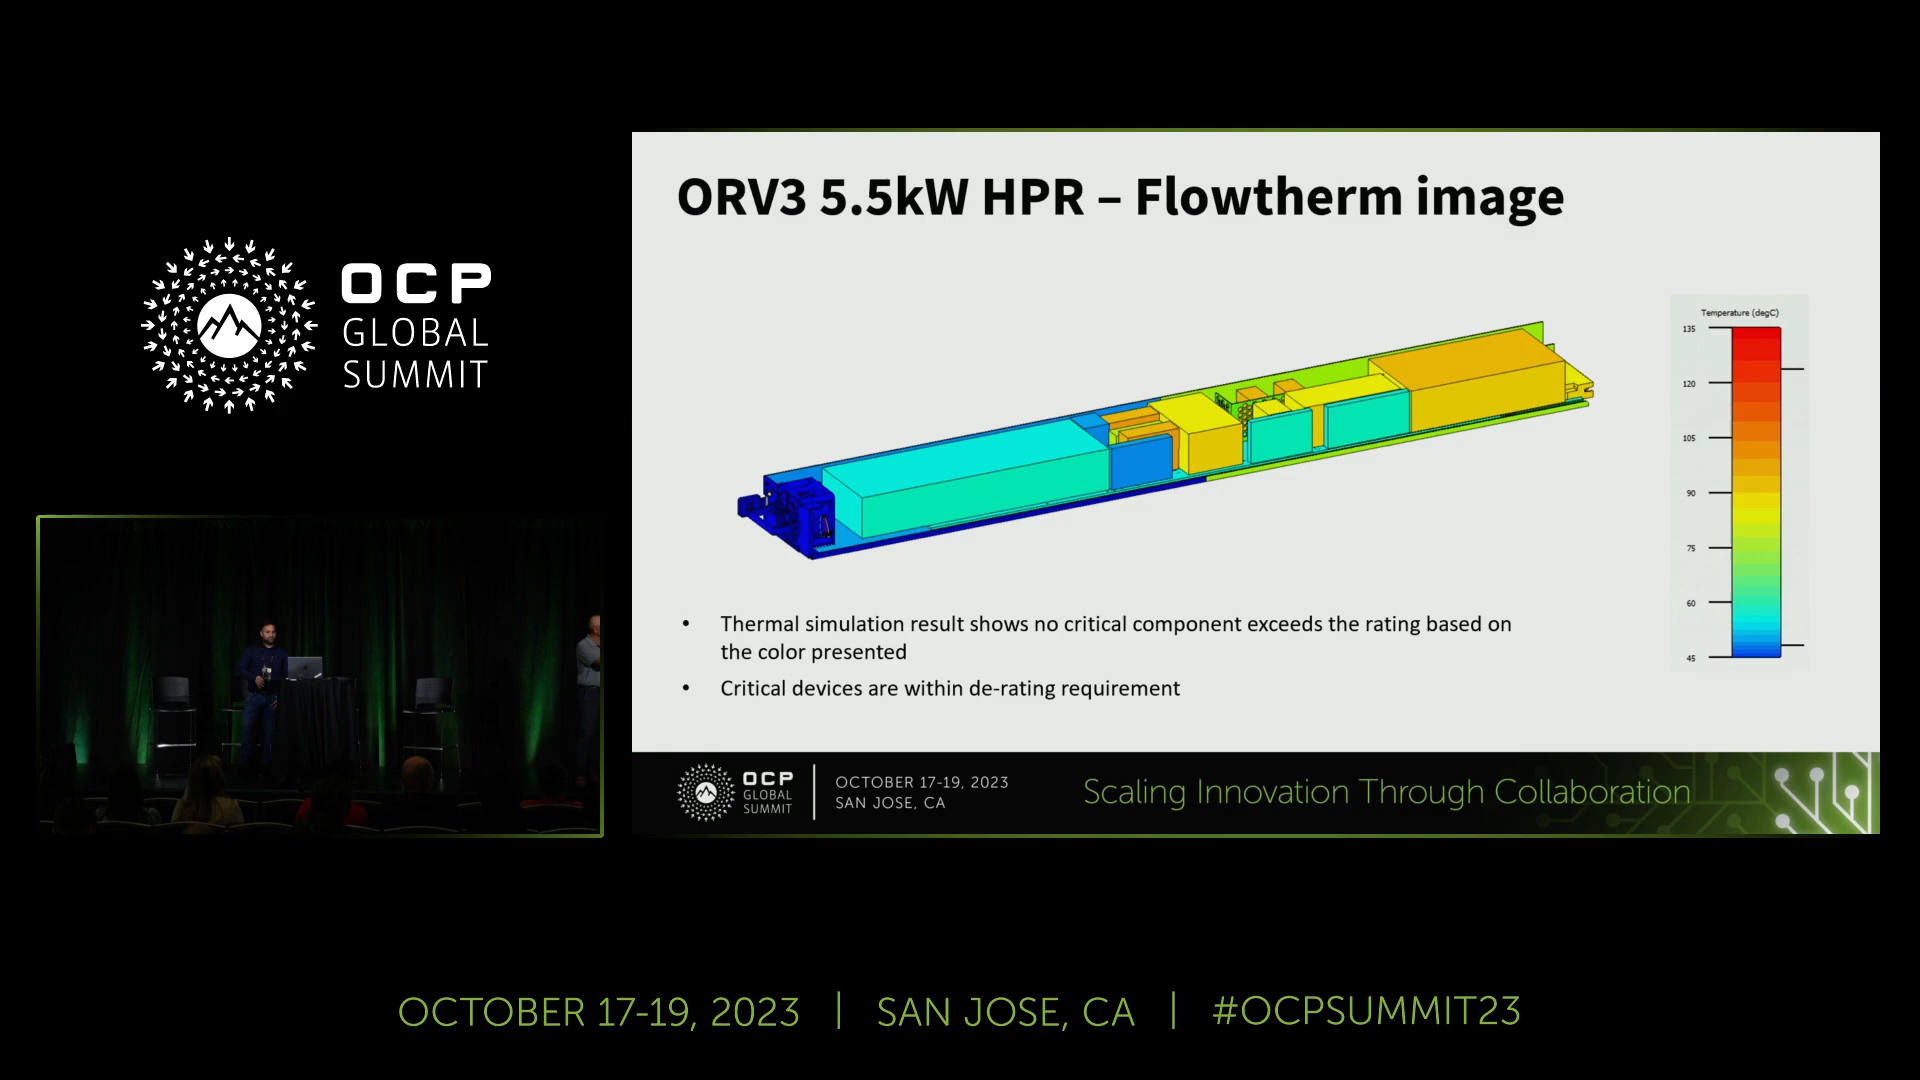 OCP
GLOBAL
SUMMIT
ORV3 5.5kW HPR – Flowtherm image
Temperature (degC)
135
120
105
90
75
60
45
• Thermal simulation result shows no critical component exceeds the rating based on
the color presented
• Critical devices are within de-rating requirement
OCP
GLOBAL
SUMMIT
OCTOBER 17-19, 2023
SAN JOSE, CA
Scaling Innovation Through Collaboration
OCTOBER 17-19, 2023 | SAN JOSE, CA | #OCPSUMMIT23